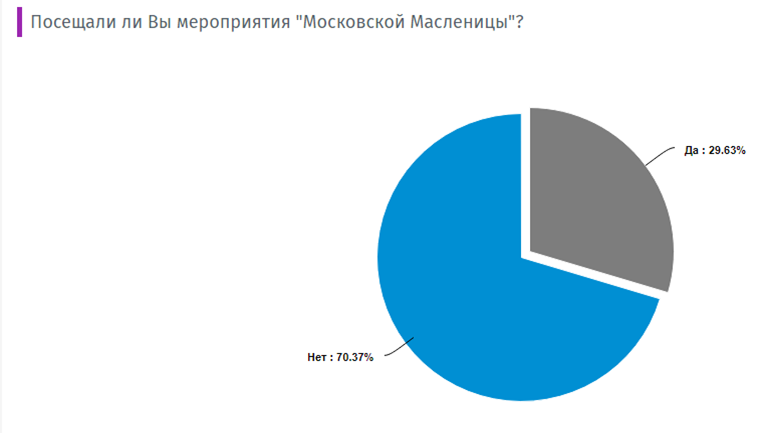 Посещали ли Вы мероприятия "Московской Масленицы"?
Да : 29.63%
Нет : 70.37%